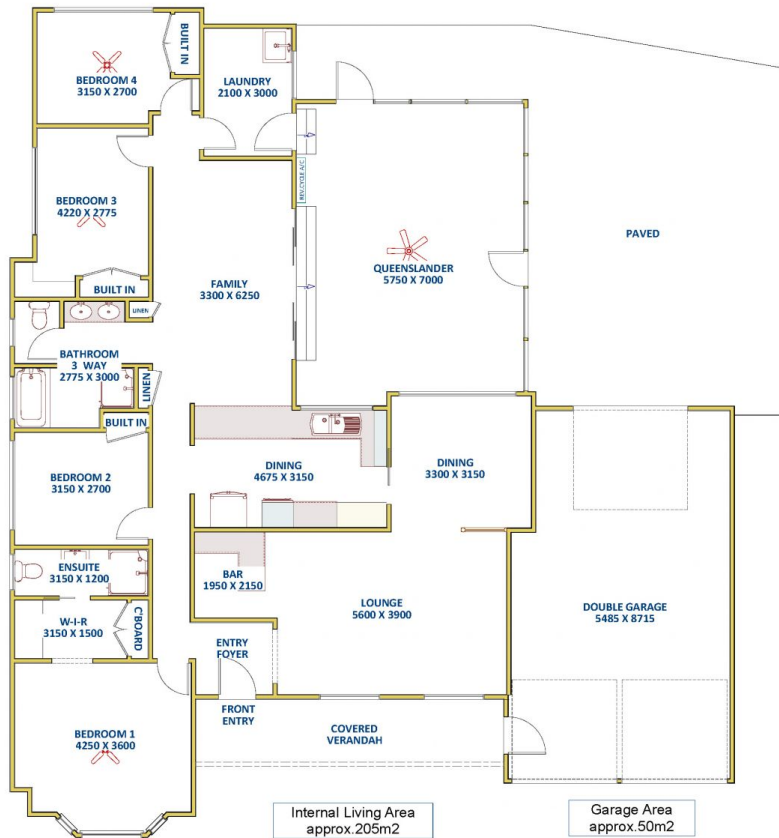 BUILT IN
BEDROOM 4
3150 X 2700
LAUNDRY
2100 X 3000
REV.CYCLE A/C
BEDROOM 3
4220 X 2775
BUILT IN
FAMILY
3300 X 6250
QUEENSLANDER
5750 X 7000
PAVED
LINEN
BATHROOM
3 WAY
2775 X 3000
LINEN
BUILT IN
BEDROOM 2
3150 X 2700
DINING
4675 X 3150
DINING
3300 X 3150
ENSUITE
3150 X 1200
BAR
1950 X 2150
LOUNGE
5600 X 3900
DOUBLE GARAGE
5485 X 8715
W-I-R
3150 X 1500
C'BOARD
ENTRY
FOYER
FRONT
ENTRY
BEDROOM 1
4250 X 3600
COVERED
VERANDAH
Internal Living Area
approx.205m2
Garage Area
approx.50m2